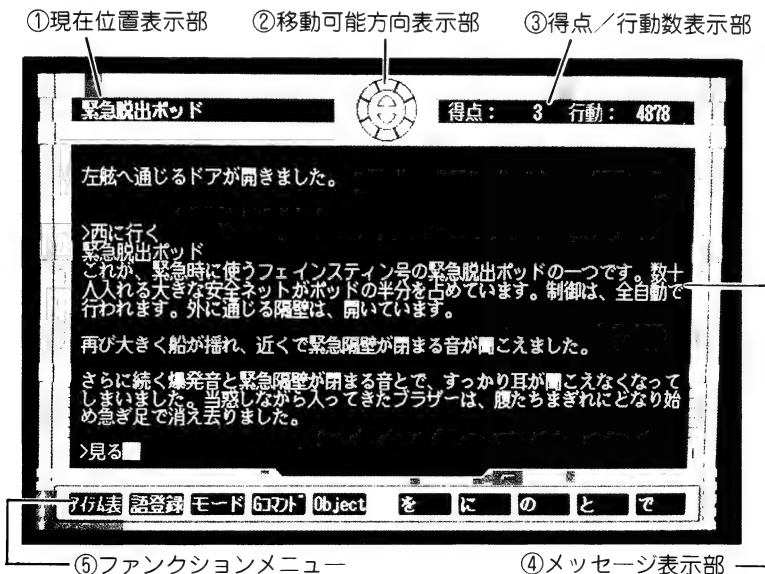 ①現在位置表示部 ②移動可能方向表示部 ③得点／行動数表示部
緊急脱出ポッド 得点： 3 行動： 4878
左舷へ通じるドアが開きました。
>西に行く
緊急脱出ポッド
これが、緊急時に使うフェインスティン号の緊急脱出ポッドの一つです。数十
人入れる大きな安全ネットがポッドの半分を占めています。制御は、全自動で
行われます。外に通じる隔壁は、開いています。
再び大きく船が揺れ、近くで緊急隔壁が閉まる音が聞こえました。
さらに続く爆発音と緊急隔壁が閉まる音とで、すっかり耳が聞こえなくなって
しまいました。当惑しながら入ってきたブラザーは、腹たちまぎれにどなり始
め急ぎ足で消え去りました。
>見る
アイテム表 語登録 モード Gコマンド Object を に の と で
⑤ファンクションメニュー ④メッセージ表示部